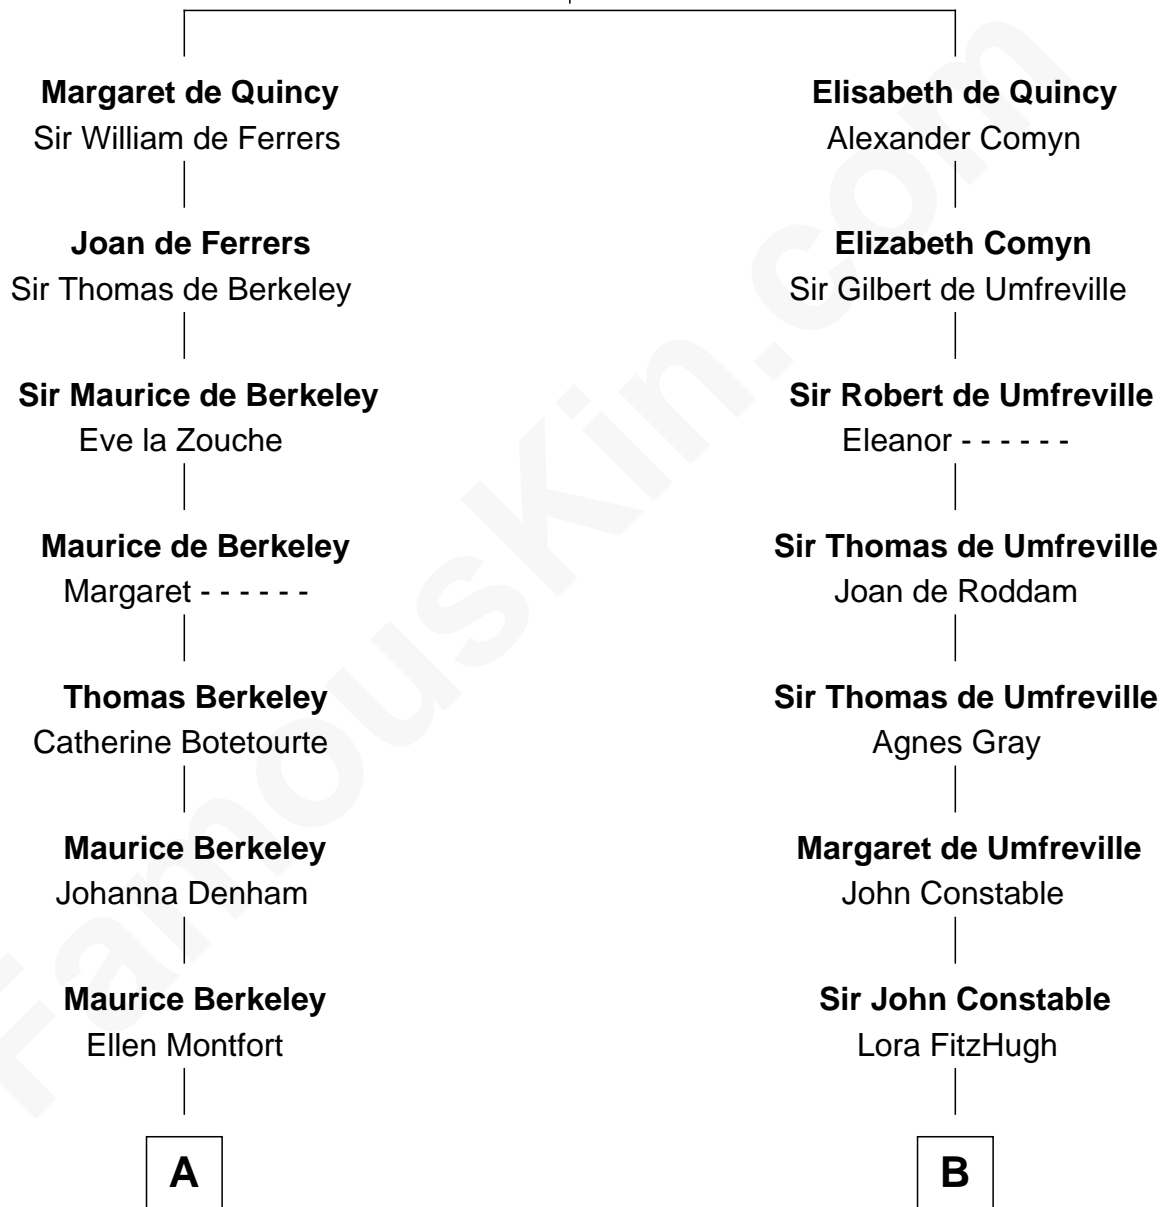 Margaret de Quincy
Sir William de Ferrers
Joan de Ferrers
Sir Thomas de Berkeley
Sir Maurice de Berkeley
Eve la Zouche
Maurice de Berkeley
Margaret - - - - - -
Thomas Berkeley
Catherine Botetourte
Maurice Berkeley
Johanna Denham
Maurice Berkeley
Ellen Montfort
A
Elisabeth de Quincy
Alexander Comyn
Elizabeth Comyn
Sir Gilbert de Umfreville
Sir Robert de Umfreville
Eleanor - - - - - -
Sir Thomas de Umfreville
Joan de Roddam
Sir Thomas de Umfreville
Agnes Gray
Margaret de Umfreville
John Constable
Sir John Constable
Lora FitzHugh
B
FamousKin.com